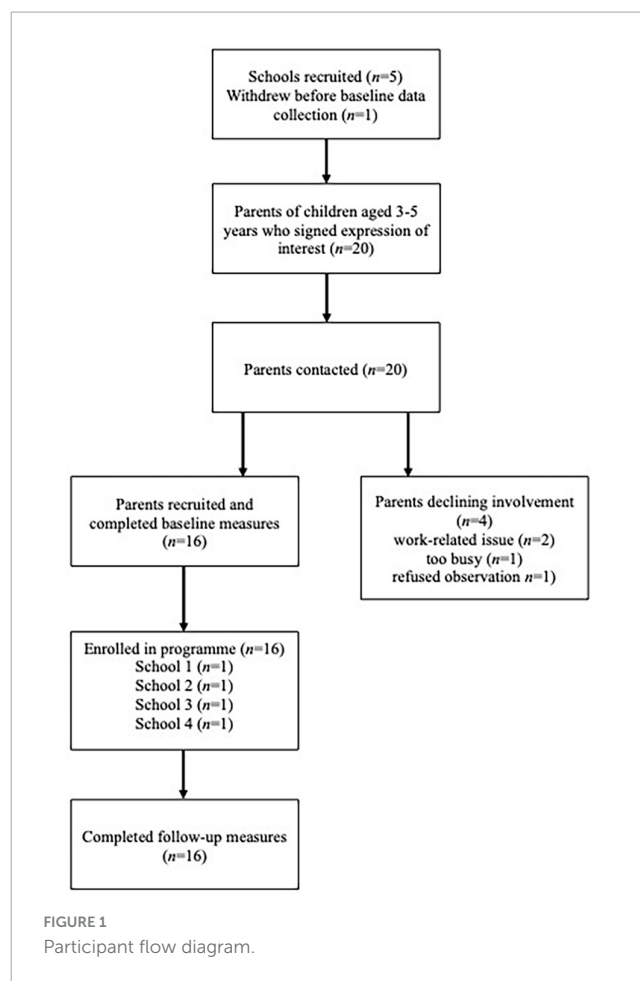 Schools recruited (n=5)
Withdrew before baseline data
collection (n=1)
Parents of children aged 3-5
years who signed expression of
interest (n=20)
Parents contacted (n=20)
Parents recruited and
completed baseline measures
(n=16)
Parents declining involvement
(n=4)
work-related issue (n=2)
too busy (n=1)
refused observation n=1)
Enrolled in programme (n=16)
School 1 (n=1)
School 2 (n=1)
School 3 (n=1)
School 4 (n=1)
Completed follow-up measures
(n=16)
FIGURE 1
Participant flow diagram.